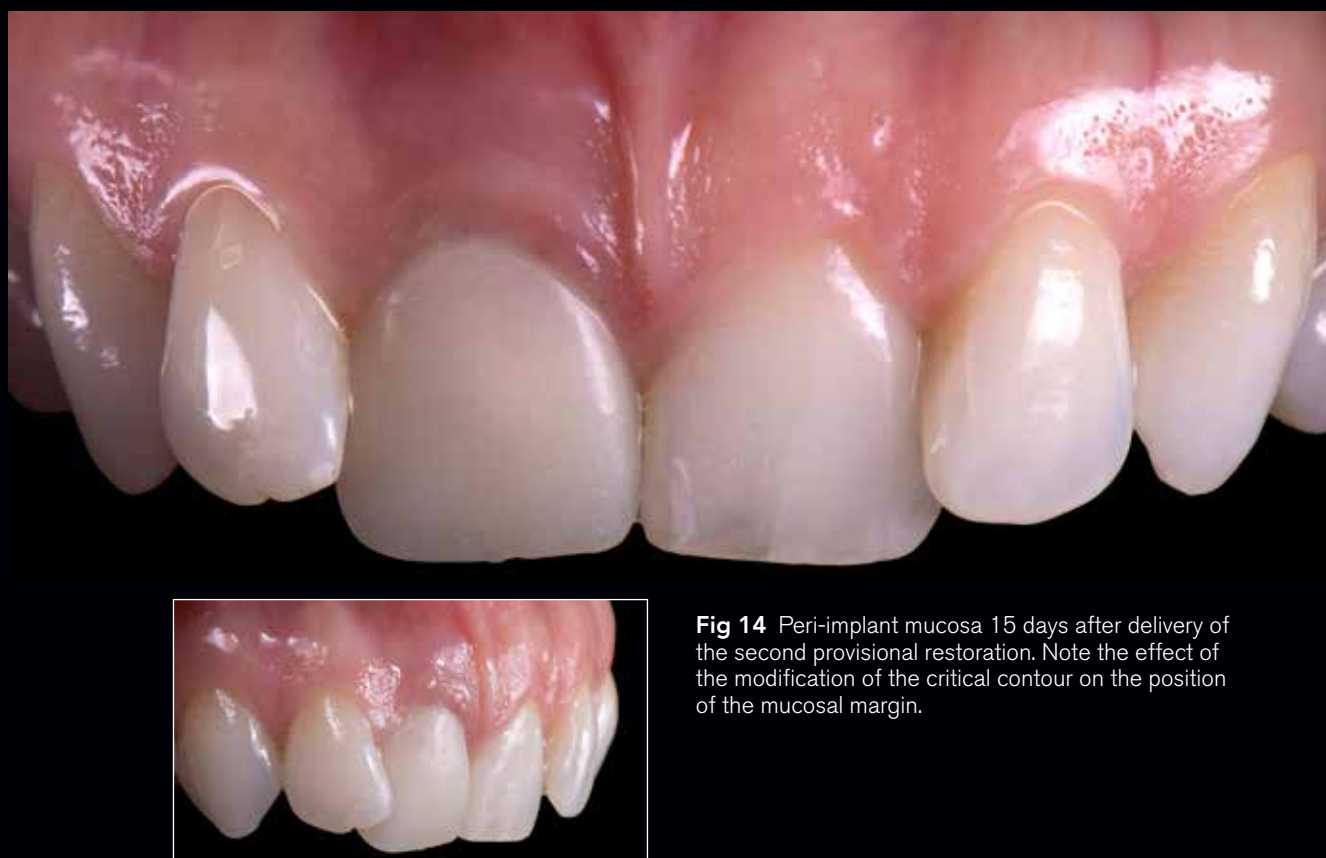 Fig 14 Peri-implant mucosa 15 days after delivery of
the second provisional restoration. Note the effect of
the modification of the critical contour on the position
of the mucosal margin.